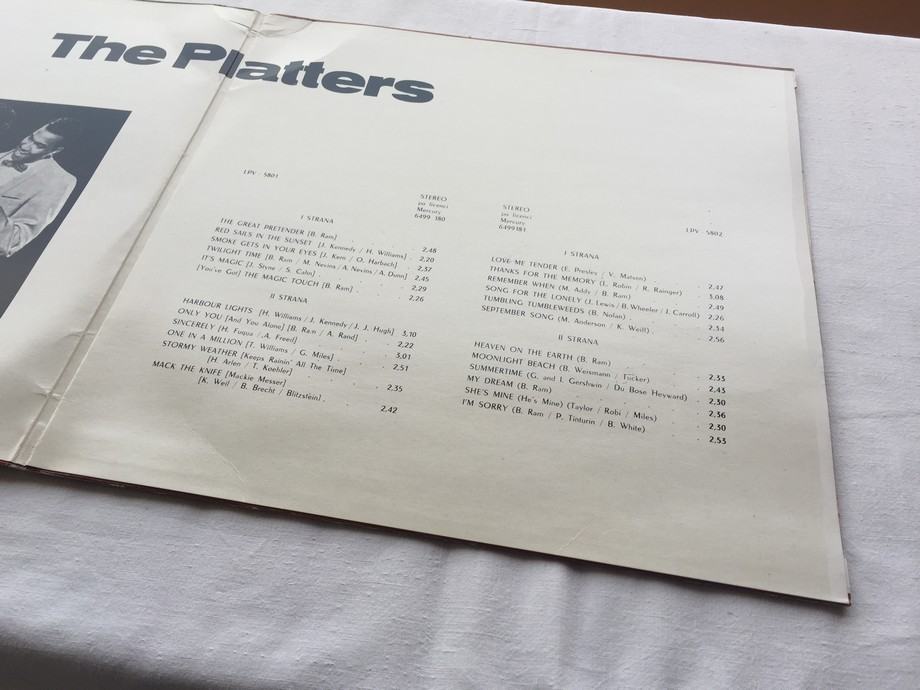 The Platters
LPV - 5801
STEREO
po licenci
Mercury
6499 180
I STRANA
THE GREAT PRETENDER [B. Ram] 2,48
RED SAILS IN THE SUNSET [J. Kennedy / H. Williams] 2,20
SMOKE GETS IN YOUR EYES [J. Kern / O. Harbach] 2,37
TWILIGHT TIME [B. Ram / M. Nevins / A. Nevins / A. Dunn] 2,45
IT'S MAGIC [J. Styne / S. Cahn] 2,29
[You've Got] THE MAGIC TOUCH [B. Ram] 2,26
II STRANA
HARBOUR LIGHTS [H. Williams / J. Kennedy / J. J. Hugh] 3,10
ONLY YOU [And You Alone] [B. Ram / A. Rand] 2,22
SINCERELY [H. Fuqua / A. Freed] 3,01
ONE IN A MILLION [T. Williams / G. Miles] 2,51
STORMY WEATHER [Keeps Rainin' All The Time]
[H. Arlen / T. Koehler] 2,35
MACK THE KNIFE [Mackie Messer]
[K. Weil / B. Brecht / Blitzstein] 2,42
STEREO
po licenci
Mercury
6499181
LPV - 5802
I STRANA
LOVE ME TENDER (E. Presley / V. Matson) 2,47
THANKS FOR THE MEMORY (L. Robin / R. Rainger) 3,08
REMEMBER WHEN (M. Addy / B. Ram) 2,49
SONG FOR THE LONELY (J. Lewis / B. Wheeler / J. Carroll) 2,26
TUMBLING TUMBLEWEEDS (B. Nolan) 2,34
SEPTEMBER SONG (M. Anderson / K. Weill) 2,56
II STRANA
HEAVEN ON THE EARTH (B. Ram) 2,33
MOONLIGHT BEACH (B. Weismann / Tucker) 2,43
SUMMERTIME (G. and I. Gershwin / Du Bose Heyward) 2,30
MY DREAM (B. Ram) 2,36
SHE'S MINE (He's Mine) (Taylor / Robi / Miles) 2,30
I'M SORRY (B. Ram / P. Tinturin / B. White) 2,53